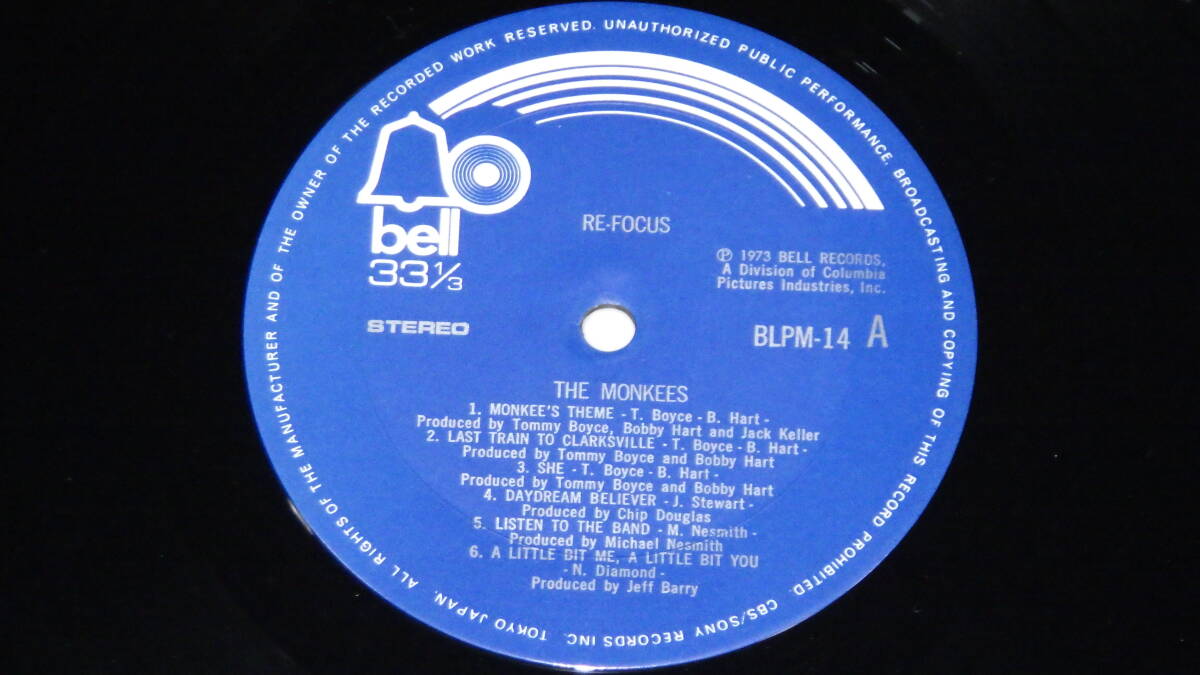 ALL RIGHTS OF THE MANUFACTURER AND OF THE OWNER OF THE RECORDED WORK RESERVED. UNAUTHORIZED PUBLIC PERFORMANCE. BROADCASTING AND COPYING OF THIS RECORD PROHIBITED. CBS/SONY RECORDS INC. TOKYO JAPAN.
bell
33 1/3
STEREO
RE-FOCUS
℗ 1973 BELL RECORDS,
A Division of Columbia
Pictures Industries, Inc.
BLPM-14 A
THE MONKEES
1. MONKEE'S THEME - T. Boyce - B. Hart -
Produced by Tommy Boyce, Bobby Hart and Jack Keller
2. LAST TRAIN TO CLARKSVILLE - T. Boyce - B. Hart -
Produced by Tommy Boyce and Bobby Hart
3. SHE - T. Boyce - B. Hart -
Produced by Tommy Boyce and Bobby Hart
4. DAYDREAM BELIEVER - J. Stewart -
Produced by Chip Douglas
5. LISTEN TO THE BAND - M. Nesmith -
Produced by Michael Nesmith
6. A LITTLE BIT ME, A LITTLE BIT YOU
- N. Diamond -
Produced by Jeff Barry